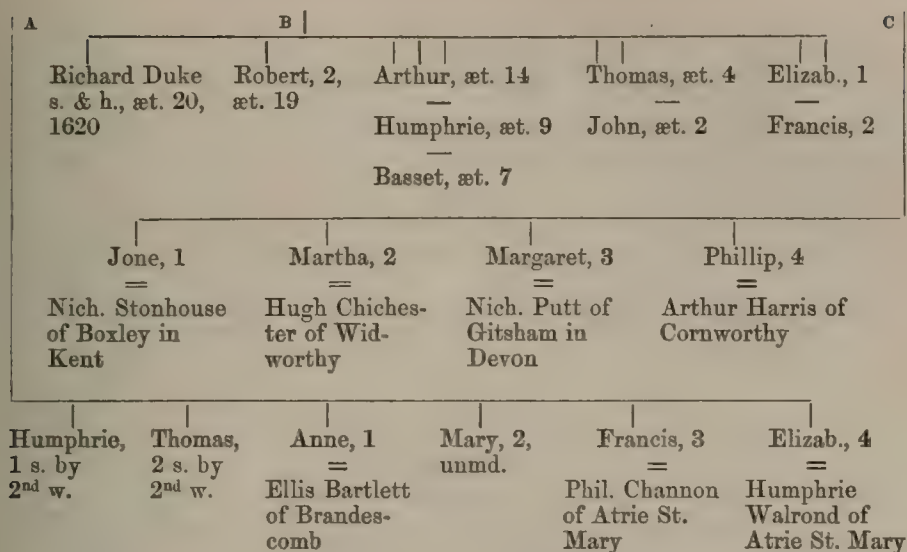 A B C
Richard Duke Robert, 2, Arthur, æt. 14 Thomas, æt. 4 Elizab., 1
s. & h., æt. 20, æt. 19 — — —
1620 Humphrie, æt. 9 John, æt. 2 Francis, 2
—
Basset, æt. 7
Jone, 1 Martha, 2 Margaret, 3 Phillip, 4
= = = =
Nich. Stonhouse Hugh Chiches- Nich. Putt of Arthur Harris of
of Boxley in ter of Wid- Gitsham in Cornworthy
Kent worthy Devon
Humphrie, Thomas, Anne, 1 Mary, 2, Francis, 3 Elizab., 4
1 s. by 2 s. by = unmd. = =
2nd w. 2nd w. Ellis Bartlett Phil. Channon Humphrie
of Brandes- of Atrie St. Walrond of
comb Mary Atrie St. Mary